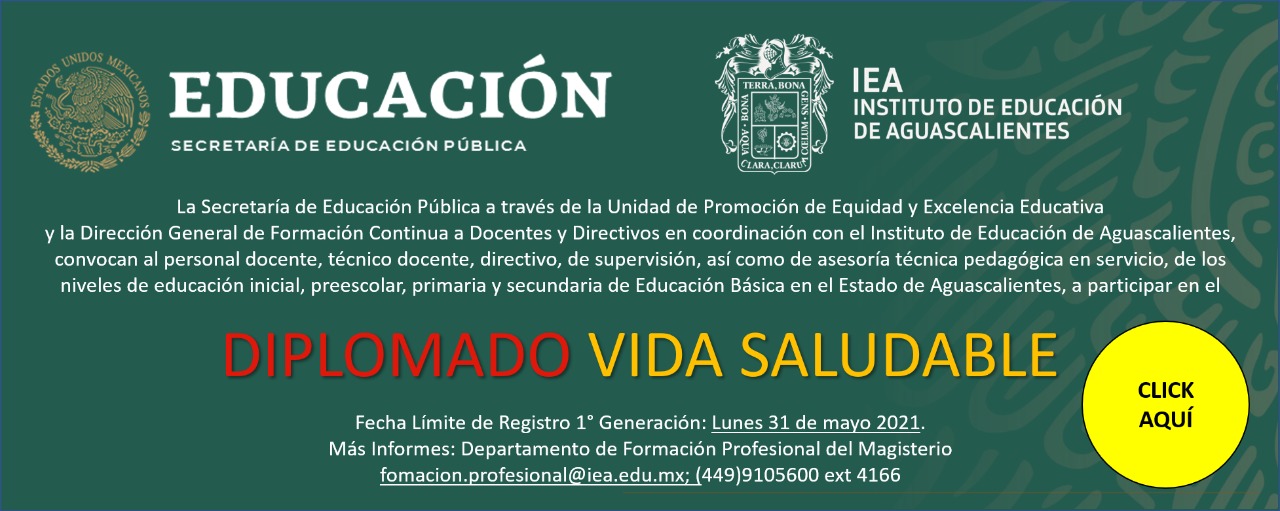 ESTADOS UNIDOS MEXICANOS
EDUCACIÓN
SECRETARÍA DE EDUCACIÓN PÚBLICA
TERRA, BONA
BONA
AQUA
GENS
CLARA, CLARUM
COELUM
IEA
INSTITUTO DE EDUCACIÓN
DE AGUASCALIENTES
La Secretaría de Educación Pública a través de la Unidad de Promoción de Equidad y Excelencia Educativa
y la Dirección General de Formación Continua a Docentes y Directivos en coordinación con el Instituto de Educación de Aguascalientes,
convocan al personal docente, técnico docente, directivo, de supervisión, así como de asesoría técnica pedagógica en servicio, de los
niveles de educación inicial, preescolar, primaria y secundaria de Educación Básica en el Estado de Aguascalientes, a participar en el
DIPLOMADO VIDA SALUDABLE
CLICK
AQUÍ
Fecha Límite de Registro 1° Generación: Lunes 31 de mayo 2021.
Más Informes: Departamento de Formación Profesional del Magisterio
fomacion.profesional@iea.edu.mx; (449)9105600 ext 4166